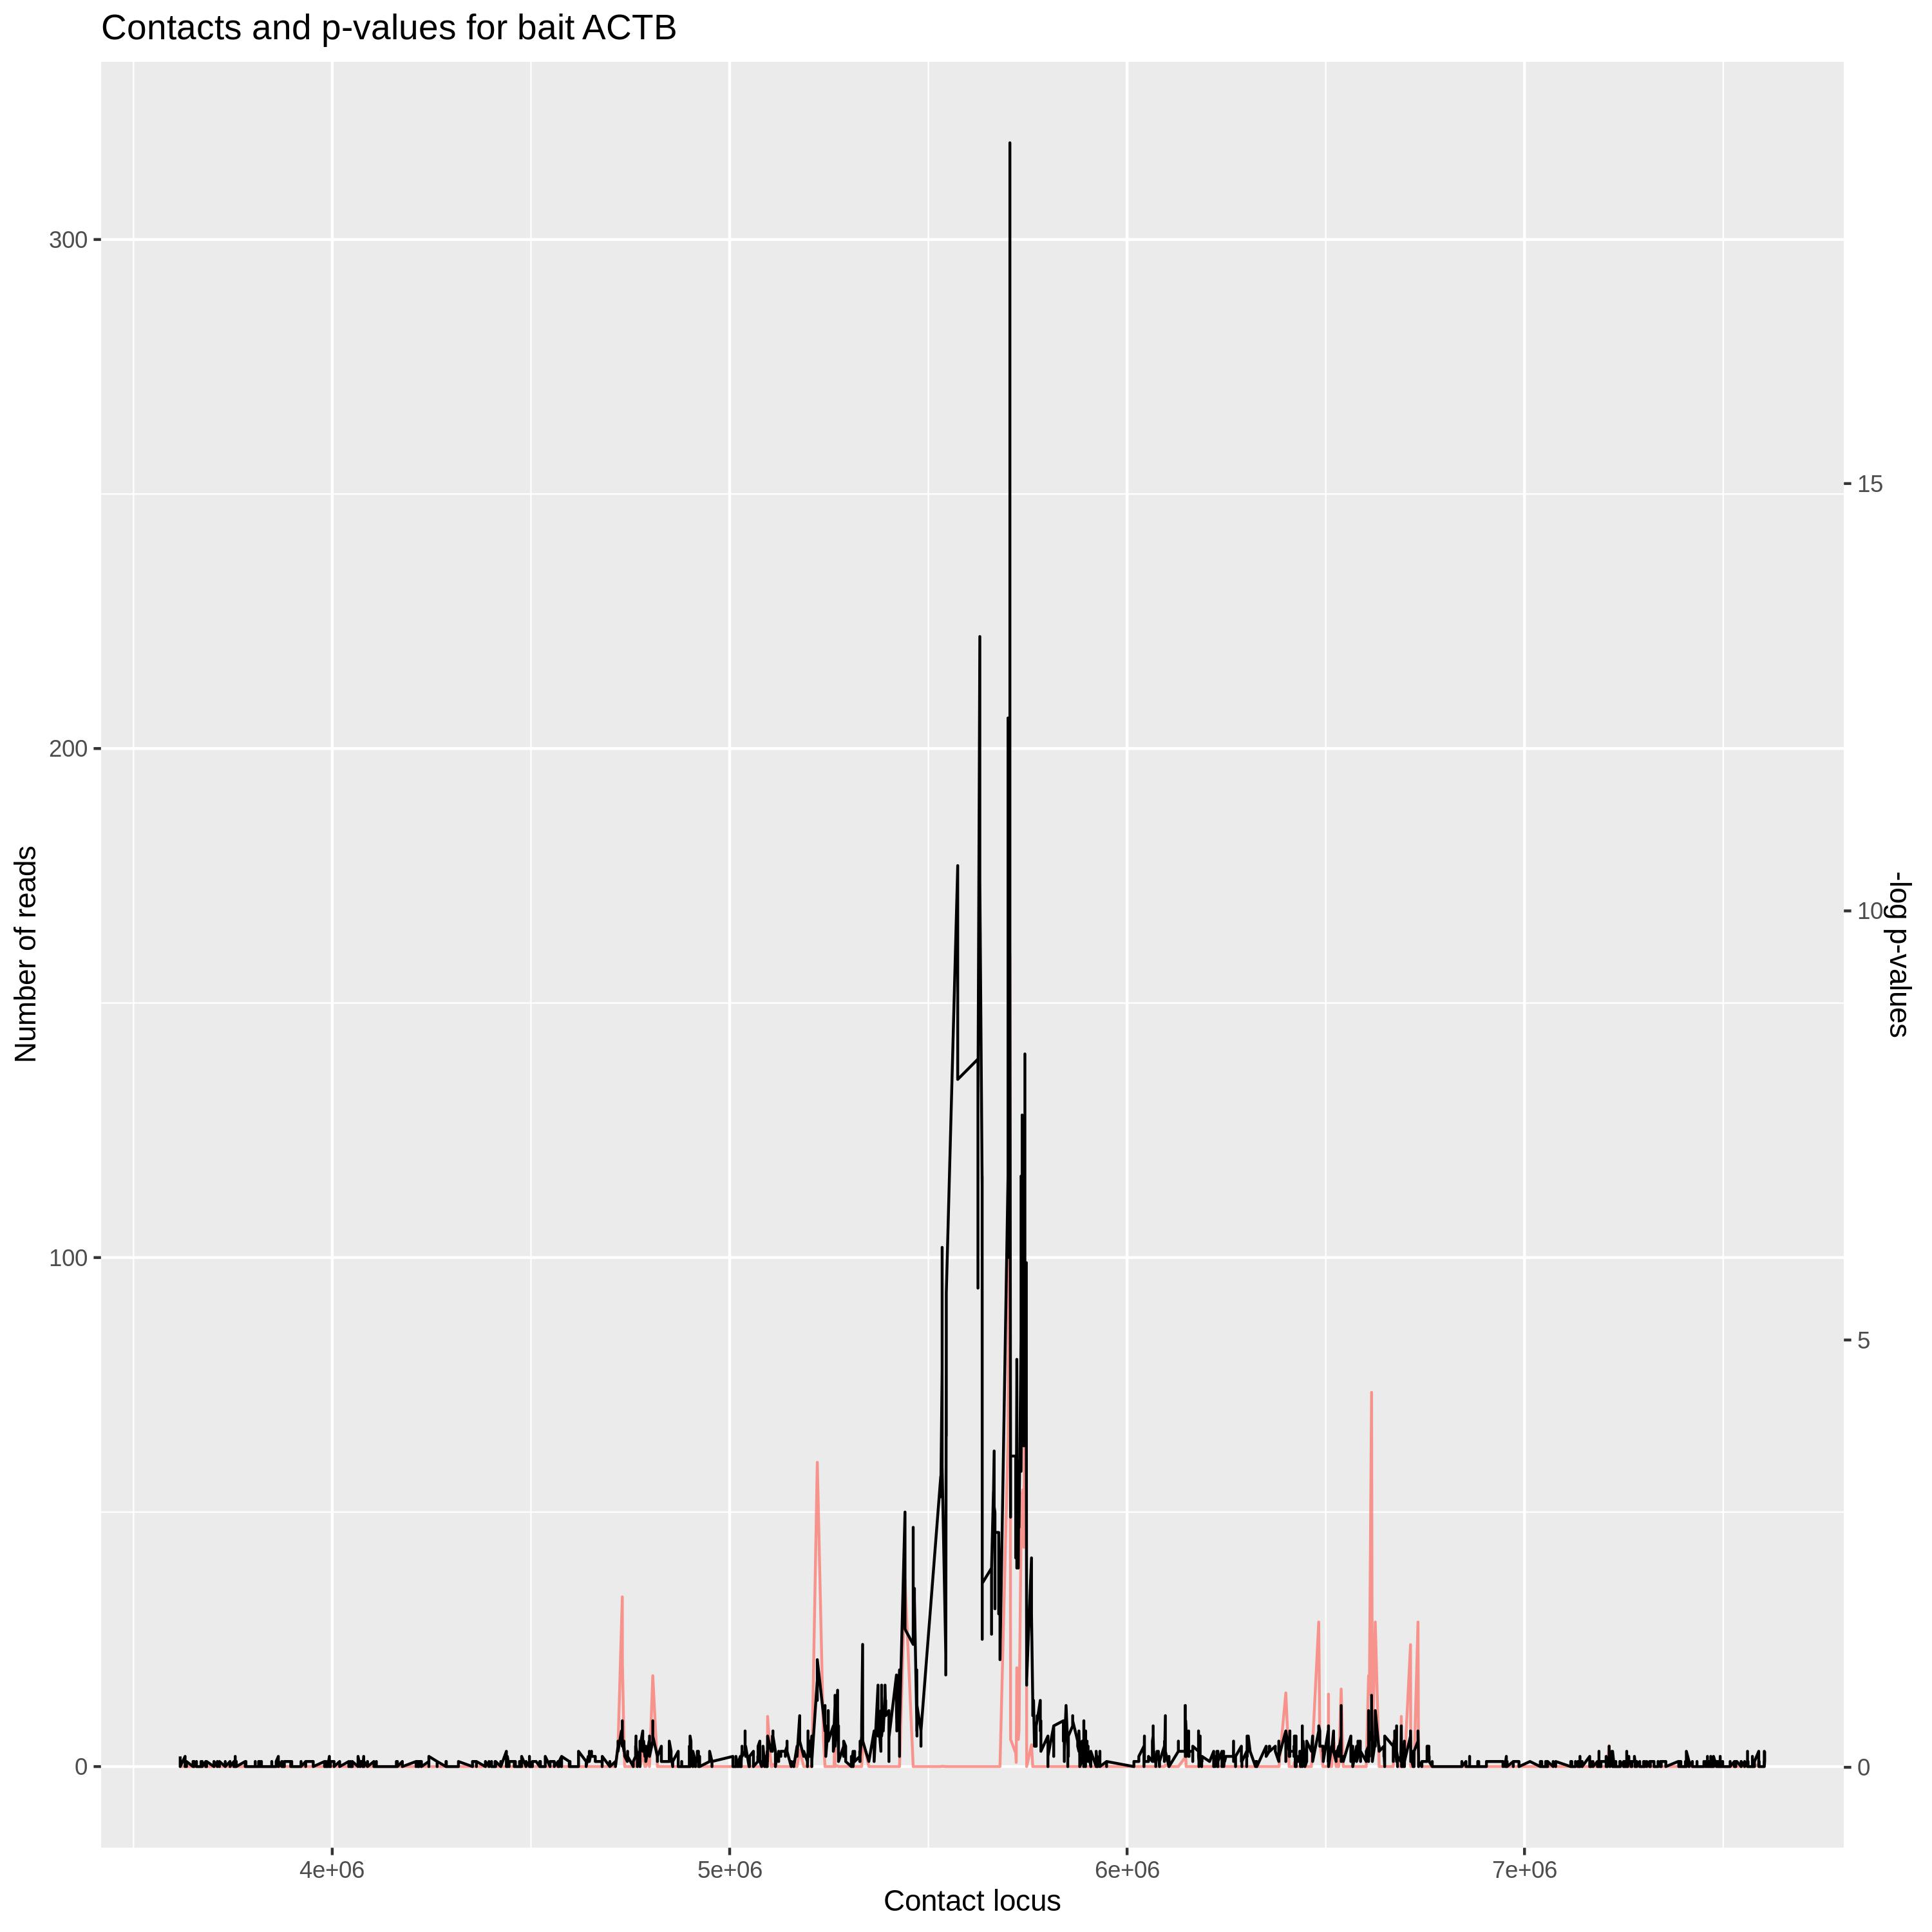 Contacts and p-values for bait ACTB
300
200
100
0
Number of reads
15
10
5
0
-log p-values
4e+06
5e+06
6e+06
7e+06
Contact locus